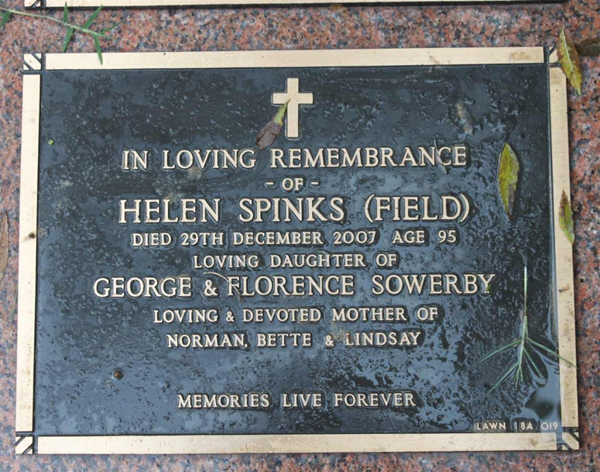 IN LOVING REMEMBRANCE
- OF -
HELEN SPINKS (FIELD)
DIED 29TH DECEMBER 2007 AGE 95
LOVING DAUGHTER OF
GEORGE & FLORENCE SOWERBY
LOVING & DEVOTED MOTHER OF
NORMAN, BETTE & LINDSAY
MEMORIES LIVE FOREVER
LAWN 18A 019